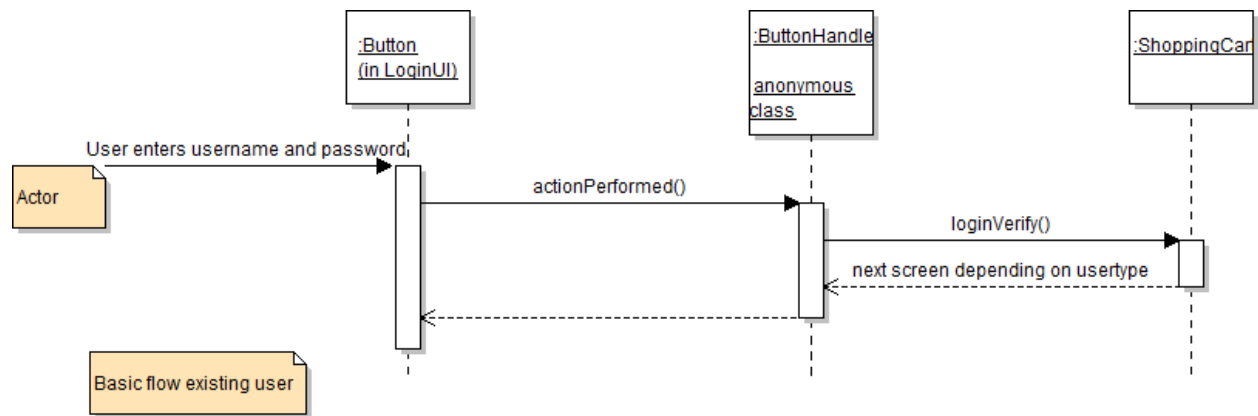 :Button
(in LoginUI)
:ButtonHandle
anonymous
class
:ShoppingCar
User enters username and password
Actor
actionPerformed()
loginVerify()
next screen depending on usertype
Basic flow existing user